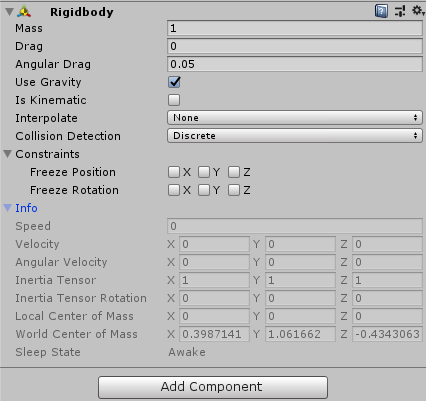 Rigidbody
Mass 1
Drag 0
Angular Drag 0.05
Use Gravity
Is Kinematic
Interpolate None
Collision Detection Discrete
Constraints
Freeze Position X Y Z
Freeze Rotation X Y Z
Info
Speed 0
Velocity X 0 Y 0 Z 0
Angular Velocity X 0 Y 0 Z 0
Inertia Tensor X 1 Y 1 Z 1
Inertia Tensor Rotation X 0 Y 0 Z 0
Local Center of Mass X 0 Y 0 Z 0
World Center of Mass X 0.3987141 Y 1.061662 Z -0.4343063
Sleep State Awake
Add Component